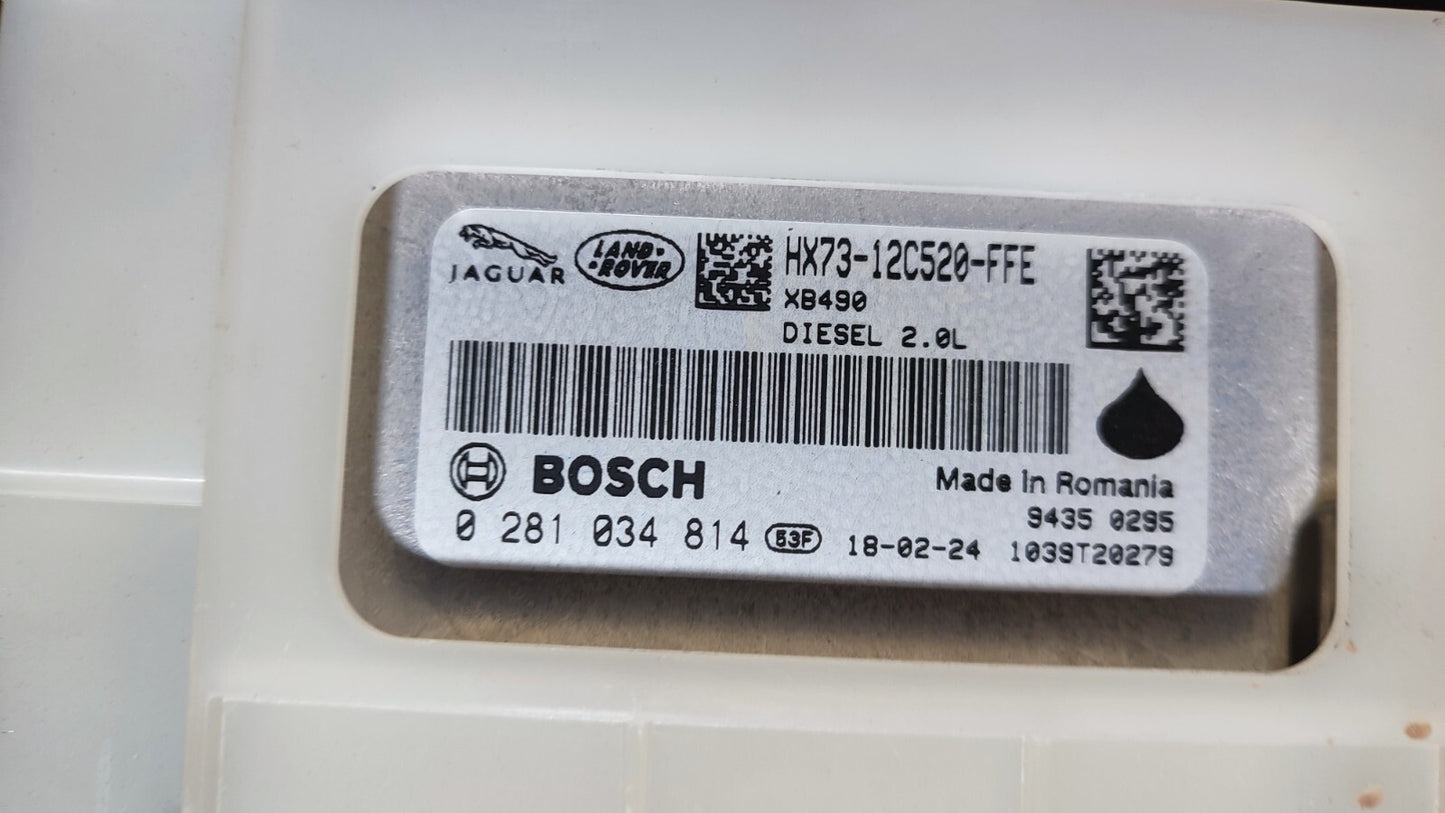 JAGUAR
LAND-
-ROVER
HX73-12C520-FFE
XB490
DIESEL 2.0L
BOSCH
Made in Romania
9435 0295
0 281 034 814 53F 18-02-24 1039T20279